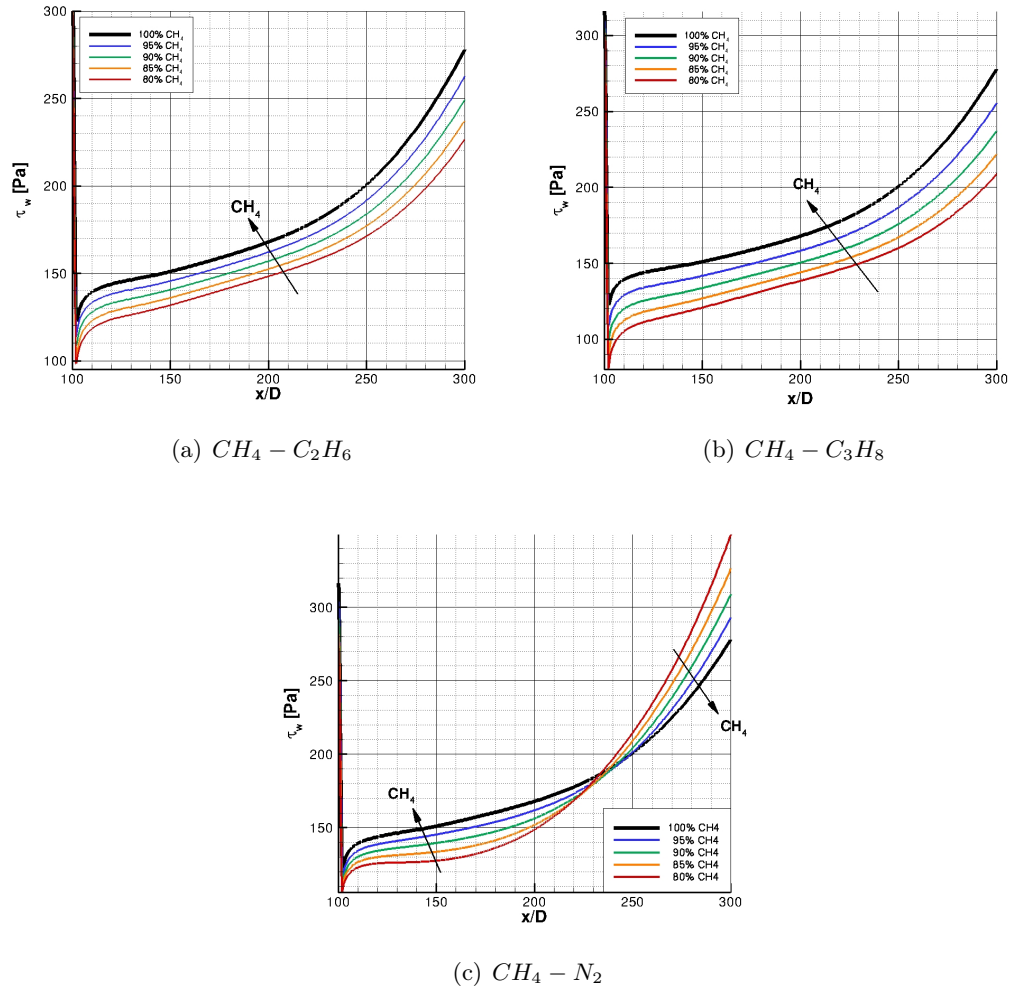 300
250
200
150
100
τw [Pa]
100% CH4
95% CH4
90% CH4
85% CH4
80% CH4
CH4
100 150 200 250 300
x/D
(a) CH4 − C2H6
300
250
200
150
100
τw [Pa]
100% CH4
95% CH4
90% CH4
85% CH4
80% CH4
CH4
100 150 200 250 300
x/D
(b) CH4 − C3H8
300
250
200
150
τw [Pa]
CH4
CH4
100% CH4
95% CH4
90% CH4
85% CH4
80% CH4
100 150 200 250 300
x/D
(c) CH4 − N2